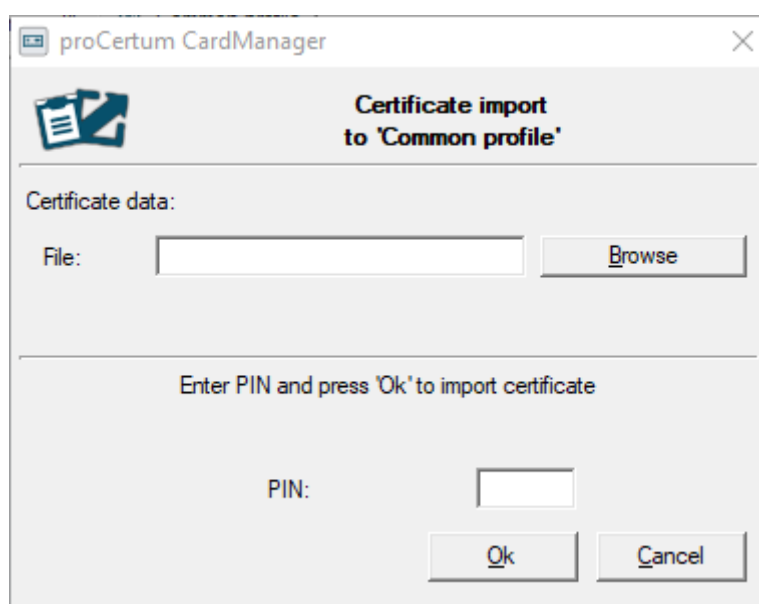 proCertum CardManager
Certificate import
to 'Common profile'
Certificate data:
File:
Browse
Enter PIN and press 'Ok' to import certificate
PIN:
Ok
Cancel